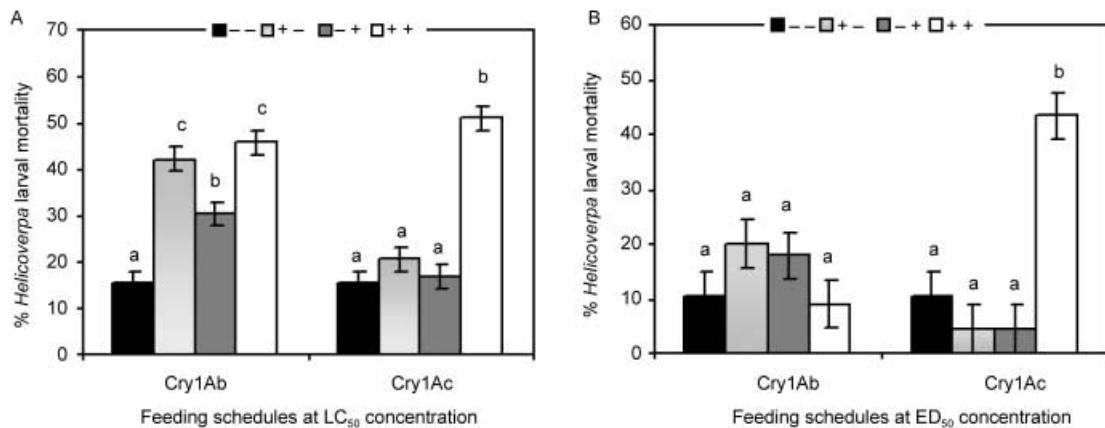 A
– – + – – + + +
70
60
50
40
30
20
10
0
% Helicoverpa larval mortality
a
c
b
c
a
a
a
b
Cry1Ab Cry1Ac
Feeding schedules at LC50 concentration
B
– – + – – + + +
60
50
40
30
20
10
0
% Helicoverpa larval mortality
a
a
a
a
a
a
a
b
Cry1Ab Cry1Ac
Feeding schedules at ED50 concentration